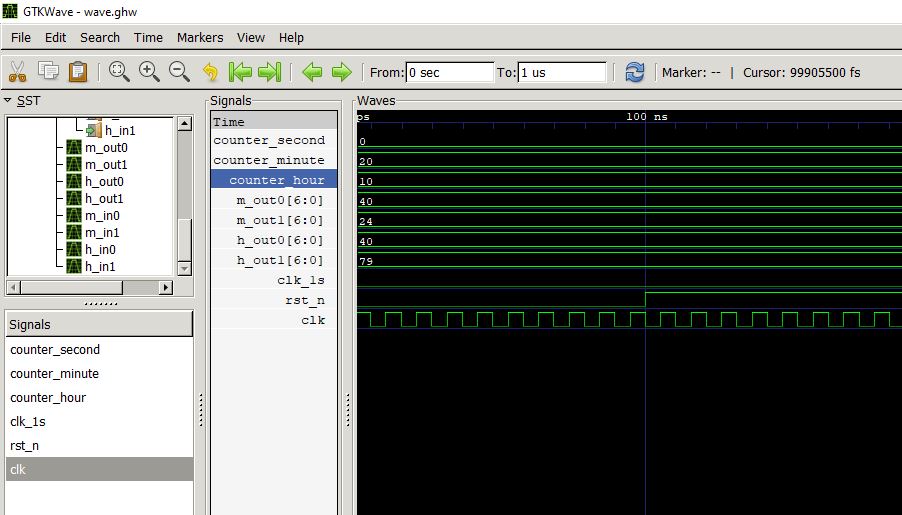 GTKWave - wave.ghw
File Edit Search Time Markers View Help
From: 0 sec To: 1 us Marker: -- | Cursor: 99905500 fs
SST
h_in1
m_out0
m_out1
h_out0
h_out1
m_in0
m_in1
h_in0
h_in1
Signals
counter_second
counter_minute
counter_hour
clk_1s
rst_n
clk
Signals
Time
counter_second
counter_minute
counter_hour
m_out0[6:0]
m_out1[6:0]
h_out0[6:0]
h_out1[6:0]
clk_1s
rst_n
clk
Waves
ps 100 ns
0
20
10
40
24
40
79